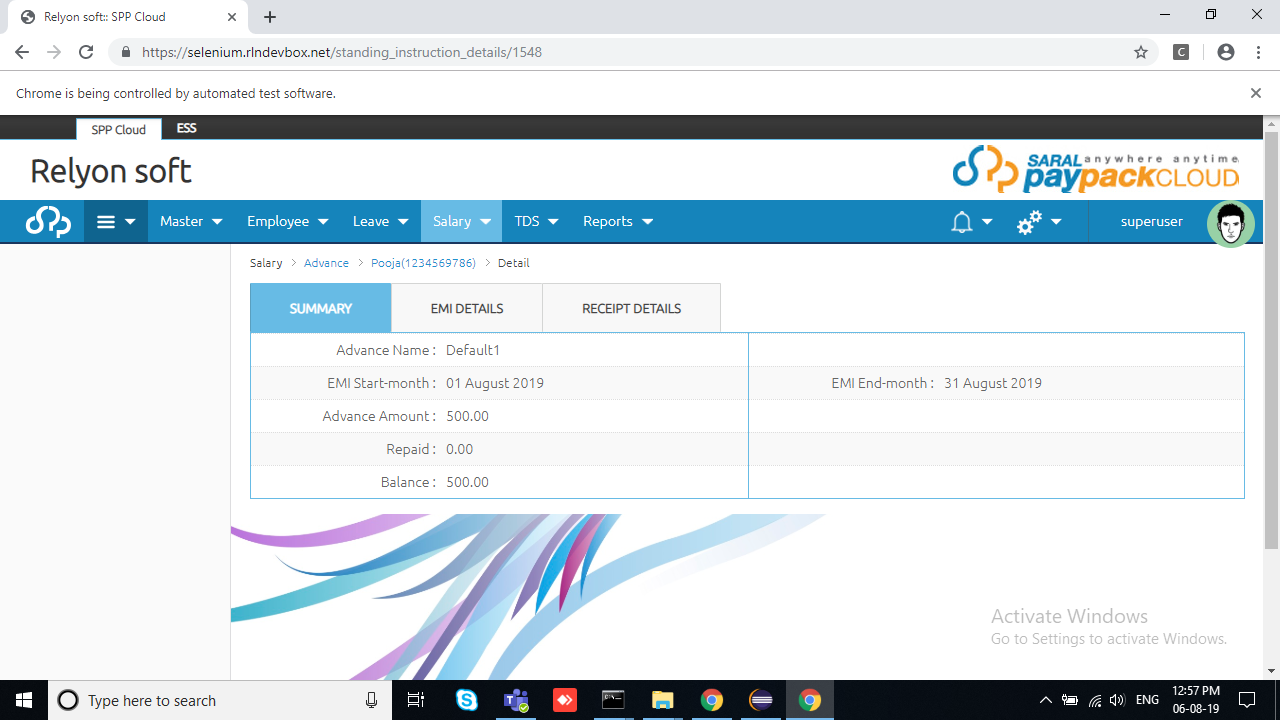 Relyon soft:: SPP Cloud
https://selenium.rlndevbox.net/standing_instruction_details/1548
C
Chrome is being controlled by automated test software.
SPP Cloud ESS
Relyon soft
SARAL anywhere anytime
paypackCLOUD
Master Employee Leave Salary TDS Reports superuser
Salary > Advance > Pooja(1234569786) > Detail
SUMMARY EMI DETAILS RECEIPT DETAILS
Advance Name : Default1
EMI Start-month : 01 August 2019 EMI End-month : 31 August 2019
Advance Amount : 500.00
Repaid : 0.00
Balance : 500.00
Activate Windows
Go to Settings to activate Windows.
Type here to search
ENG
12:57 PM
06-08-19